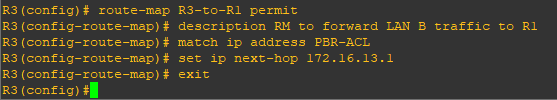 R3(config)# route-map R3-to-R1 permit
R3(config-route-map)# description RM to forward LAN B traffic to R1
R3(config-route-map)# match ip address PBR-ACL
R3(config-route-map)# set ip next-hop 172.16.13.1
R3(config-route-map)# exit
R3(config)#